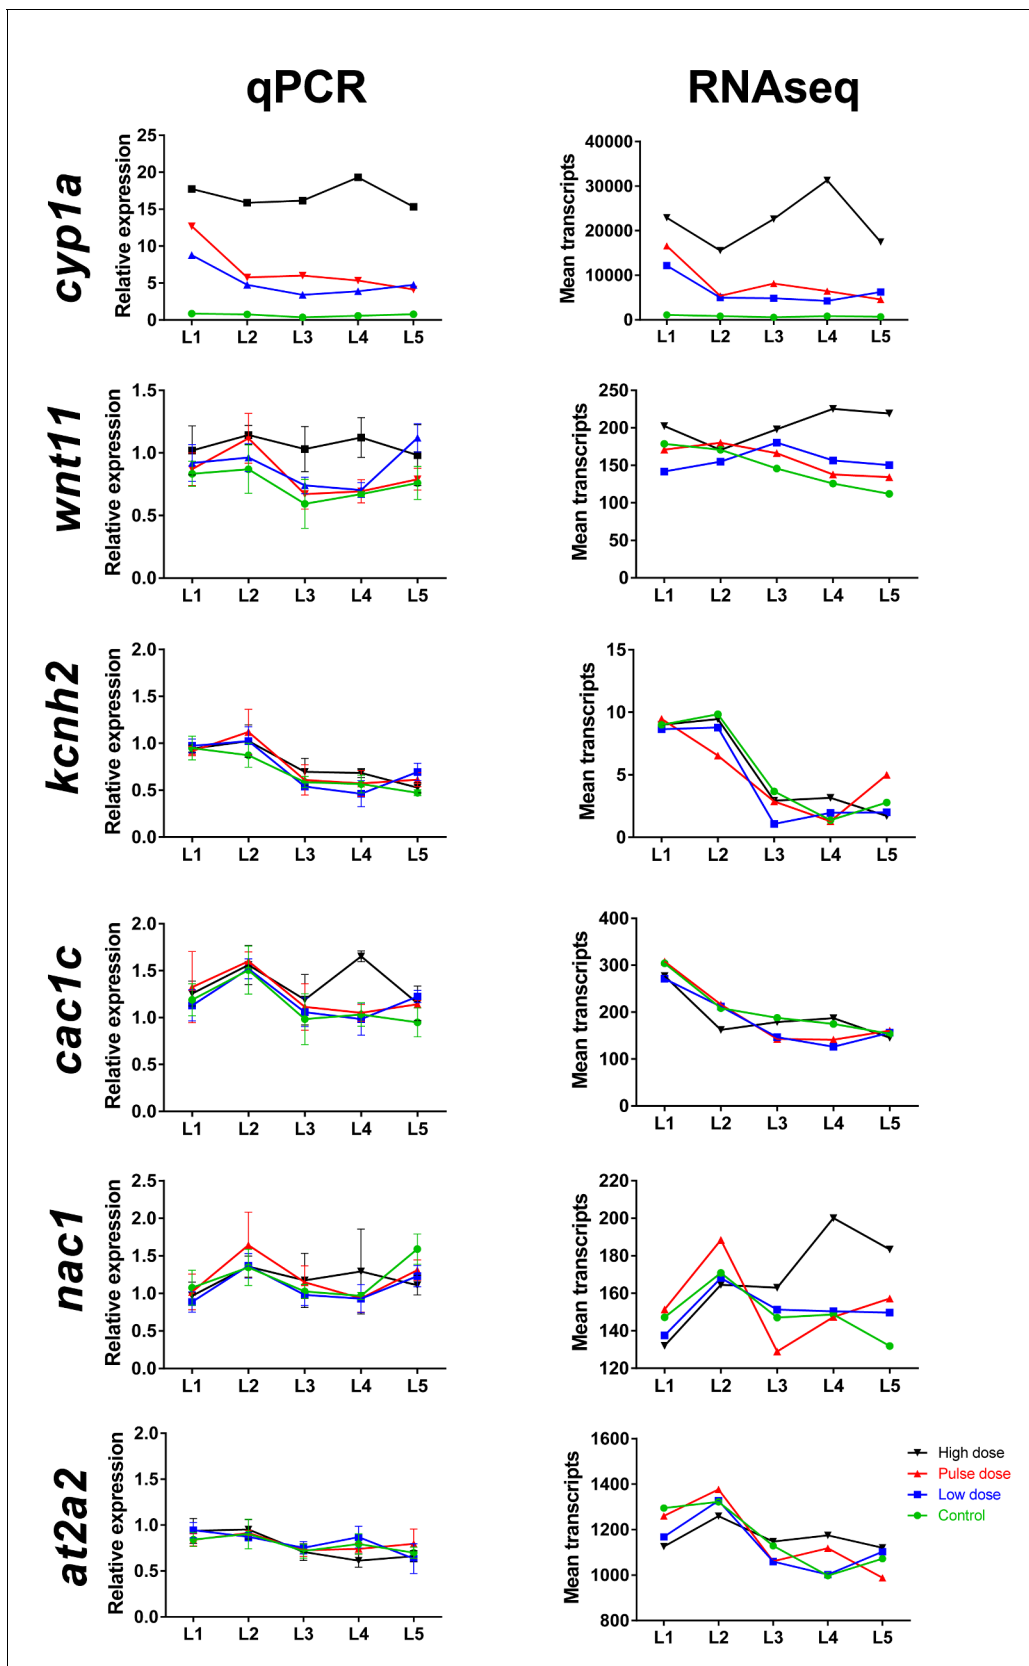 qPCR RNAseq
cyp1a
Relative expression
25
20
15
10
5
0
L1 L2 L3 L4 L5
Mean transcripts
40000
30000
20000
10000
0
L1 L2 L3 L4 L5
wnt11
Relative expression
1.5
1.0
0.5
0.0
L1 L2 L3 L4 L5
Mean transcripts
250
200
150
100
50
0
L1 L2 L3 L4 L5
kcnh2
Relative expression
2.0
1.5
1.0
0.5
0.0
L1 L2 L3 L4 L5
Mean transcripts
15
10
5
0
L1 L2 L3 L4 L5
cac1c
Relative expression
2.0
1.5
1.0
0.5
0.0
L1 L2 L3 L4 L5
Mean transcripts
400
300
200
100
0
L1 L2 L3 L4 L5
nac1
Relative expression
2.5
2.0
1.5
1.0
0.5
0.0
L1 L2 L3 L4 L5
Mean transcripts
220
200
180
160
140
120
L1 L2 L3 L4 L5
at2a2
Relative expression
2.0
1.5
1.0
0.5
0.0
L1 L2 L3 L4 L5
Mean transcripts
1600
1400
1200
1000
800
L1 L2 L3 L4 L5
High dose
Pulse dose
Low dose
Control